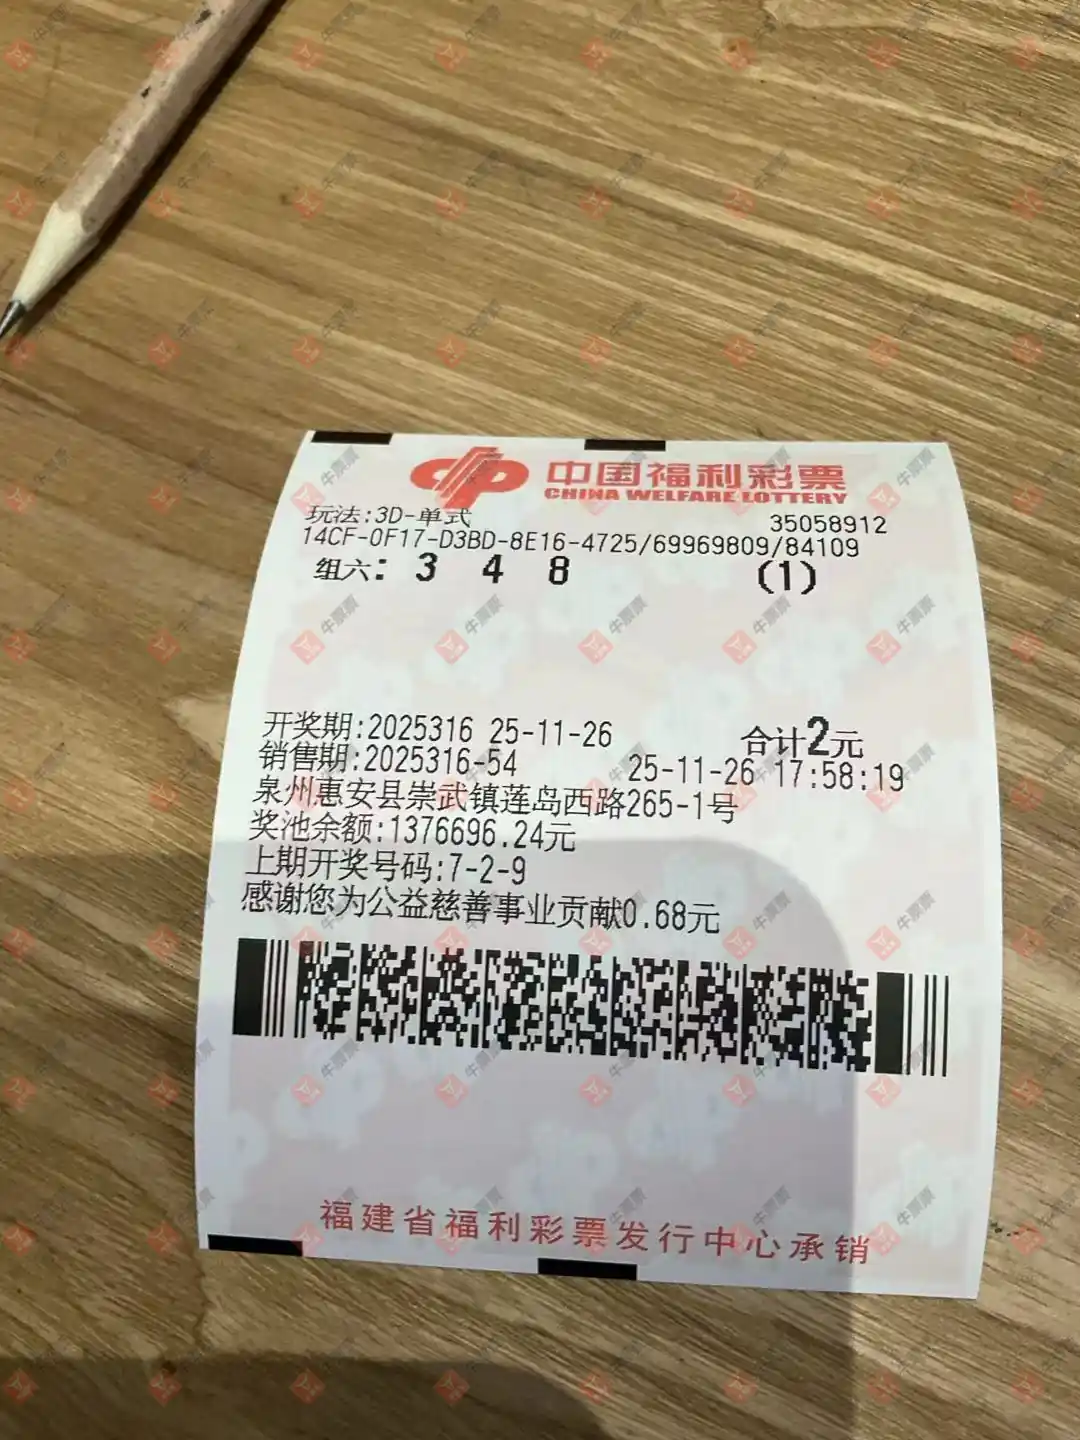 中国福利彩票
CHINA WELFARE LOTTERY
玩法:3D-单式 35058912
14CF-0F17-D3BD-8E16-4725/69969809/84109
组六: 3 4 8 (1)
开奖期:2025316 25-11-26 合计2元
销售期:2025316-54 25-11-26 17:58:19
泉州惠安县崇武镇莲岛西路265-1号
奖池余额:1376696.24元
上期开奖号码:7-2-9
感谢您为公益慈善事业贡献0.68元
福建省福利彩票发行中心承销
牛票票